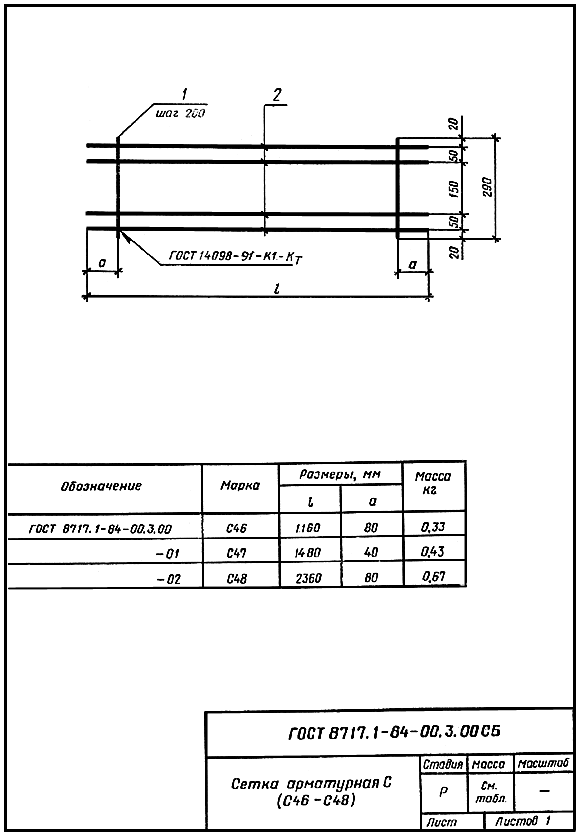 1
2
шаг 200
20
50
150
50
20
290
ГОСТ 14098-91-К1-Кт
а
а
l
Обозначение
Марка
Размеры, мм
Масса
кг
l
а
ГОСТ 8717.1-84-00.3.00 С46 1160 80 0,33
-01 С47 1480 40 0,43
-02 С48 2360 80 0,67
ГОСТ 8717.1-84-00.3.00СБ
Стадия масса масштаб
Сетка арматурная С
(С46-С48)
Р
См.
табл.
—
Лист
Листов 1